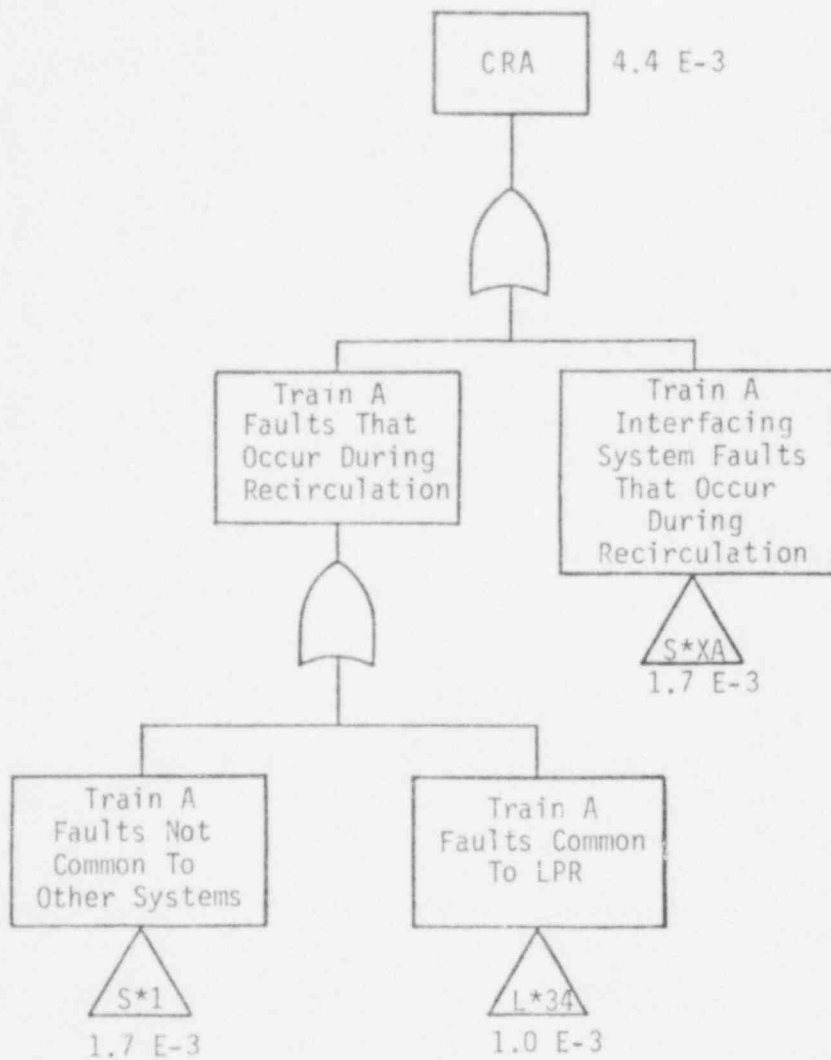 CRA 4.4 E-3
Train A
Faults That
Occur During
Recirculation
Train A
Interfacing
System Faults
That Occur
During
Recirculation
S*XA
1.7 E-3
Train A
Faults Not
Common To
Other Systems
S*1
1.7 E-3
Train A
Faults Common
To LPR
L*34
1.0 E-3